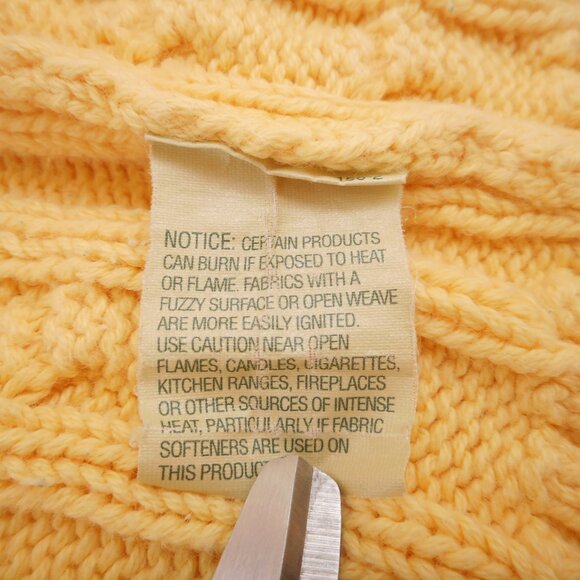 NOTICE: CERTAIN PRODUCTS
CAN BURN IF EXPOSED TO HEAT
OR FLAME. FABRICS WITH A
FUZZY SURFACE OR OPEN WEAVE
ARE MORE EASILY IGNITED.
USE CAUTION NEAR OPEN
FLAMES, CANDLES, CIGARETTES,
KITCHEN RANGES, FIREPLACES
OR OTHER SOURCES OF INTENSE
HEAT, PARTICULARLY IF FABRIC
SOFTENERS ARE USED ON
THIS PRODUCT